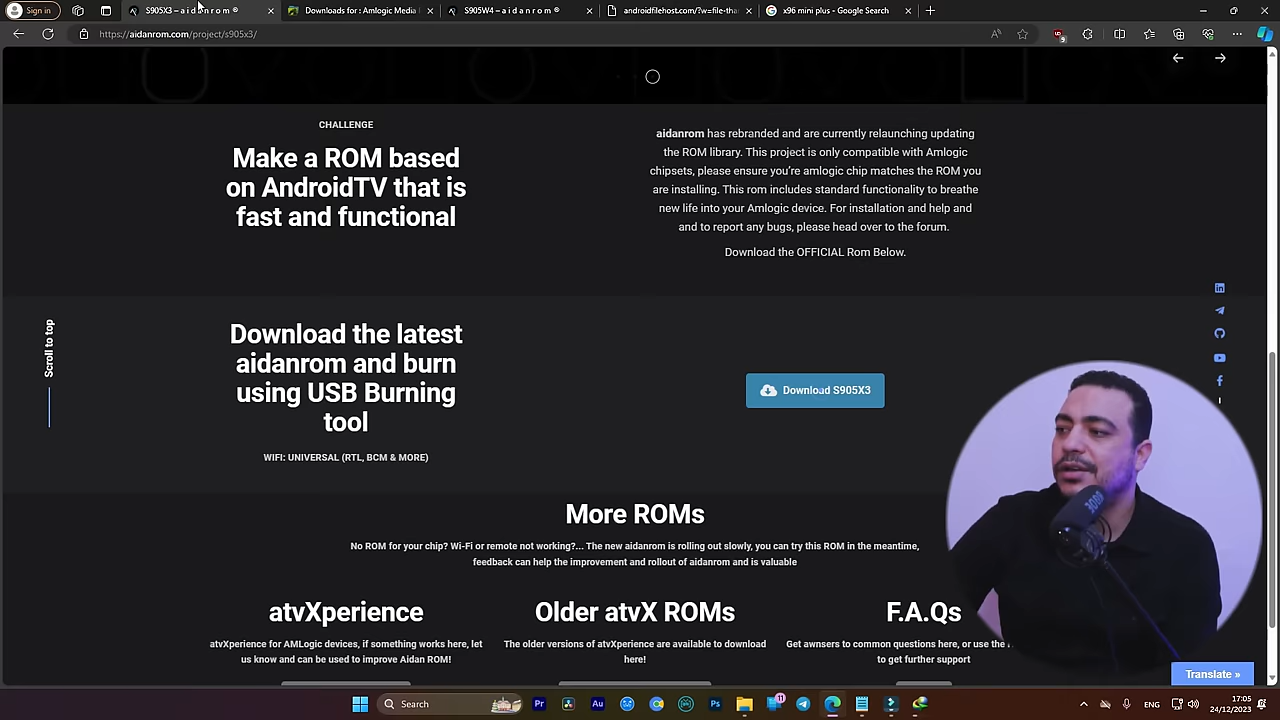 Sign in
S905X3 – a i d a n r o m ®
Downloads for : Amlogic Media
S905W4 – a i d a n r o m ®
androidfilehost.com/?w=file-than
x96 mini plus - Google Search
https://aidanrom.com/project/s905x3/
CHALLENGE
Make a ROM based
on AndroidTV that is
fast and functional
aidanrom has rebranded and are currently relaunching updating
the ROM library. This project is only compatible with Amlogic
chipsets, please ensure you're amlogic chip matches the ROM you
are installing. This rom includes standard functionality to breathe
new life into your Amlogic device. For installation and help and
and to report any bugs, please head over to the forum.
Download the OFFICIAL Rom Below.
Scroll to top
Download the latest
aidanrom and burn
using USB Burning
tool
WIFI: UNIVERSAL (RTL, BCM & MORE)
Download S905X3
More ROMs
No ROM for your chip? Wi-Fi or remote not working?... The new aidanrom is rolling out slowly, you can try this ROM in the meantime,
feedback can help the improvement and rollout of aidanrom and is valuable
atvXperience
atvXperience for AMLogic devices, if something works here, let
us know and can be used to improve Aidan ROM!
Older atvX ROMs
The older versions of atvXperience are available to download
here!
F.A.Qs
Get awnsers to common questions here, or use the
to get further support
Translate »
Search
11
ENG
17:05
24/12/2023